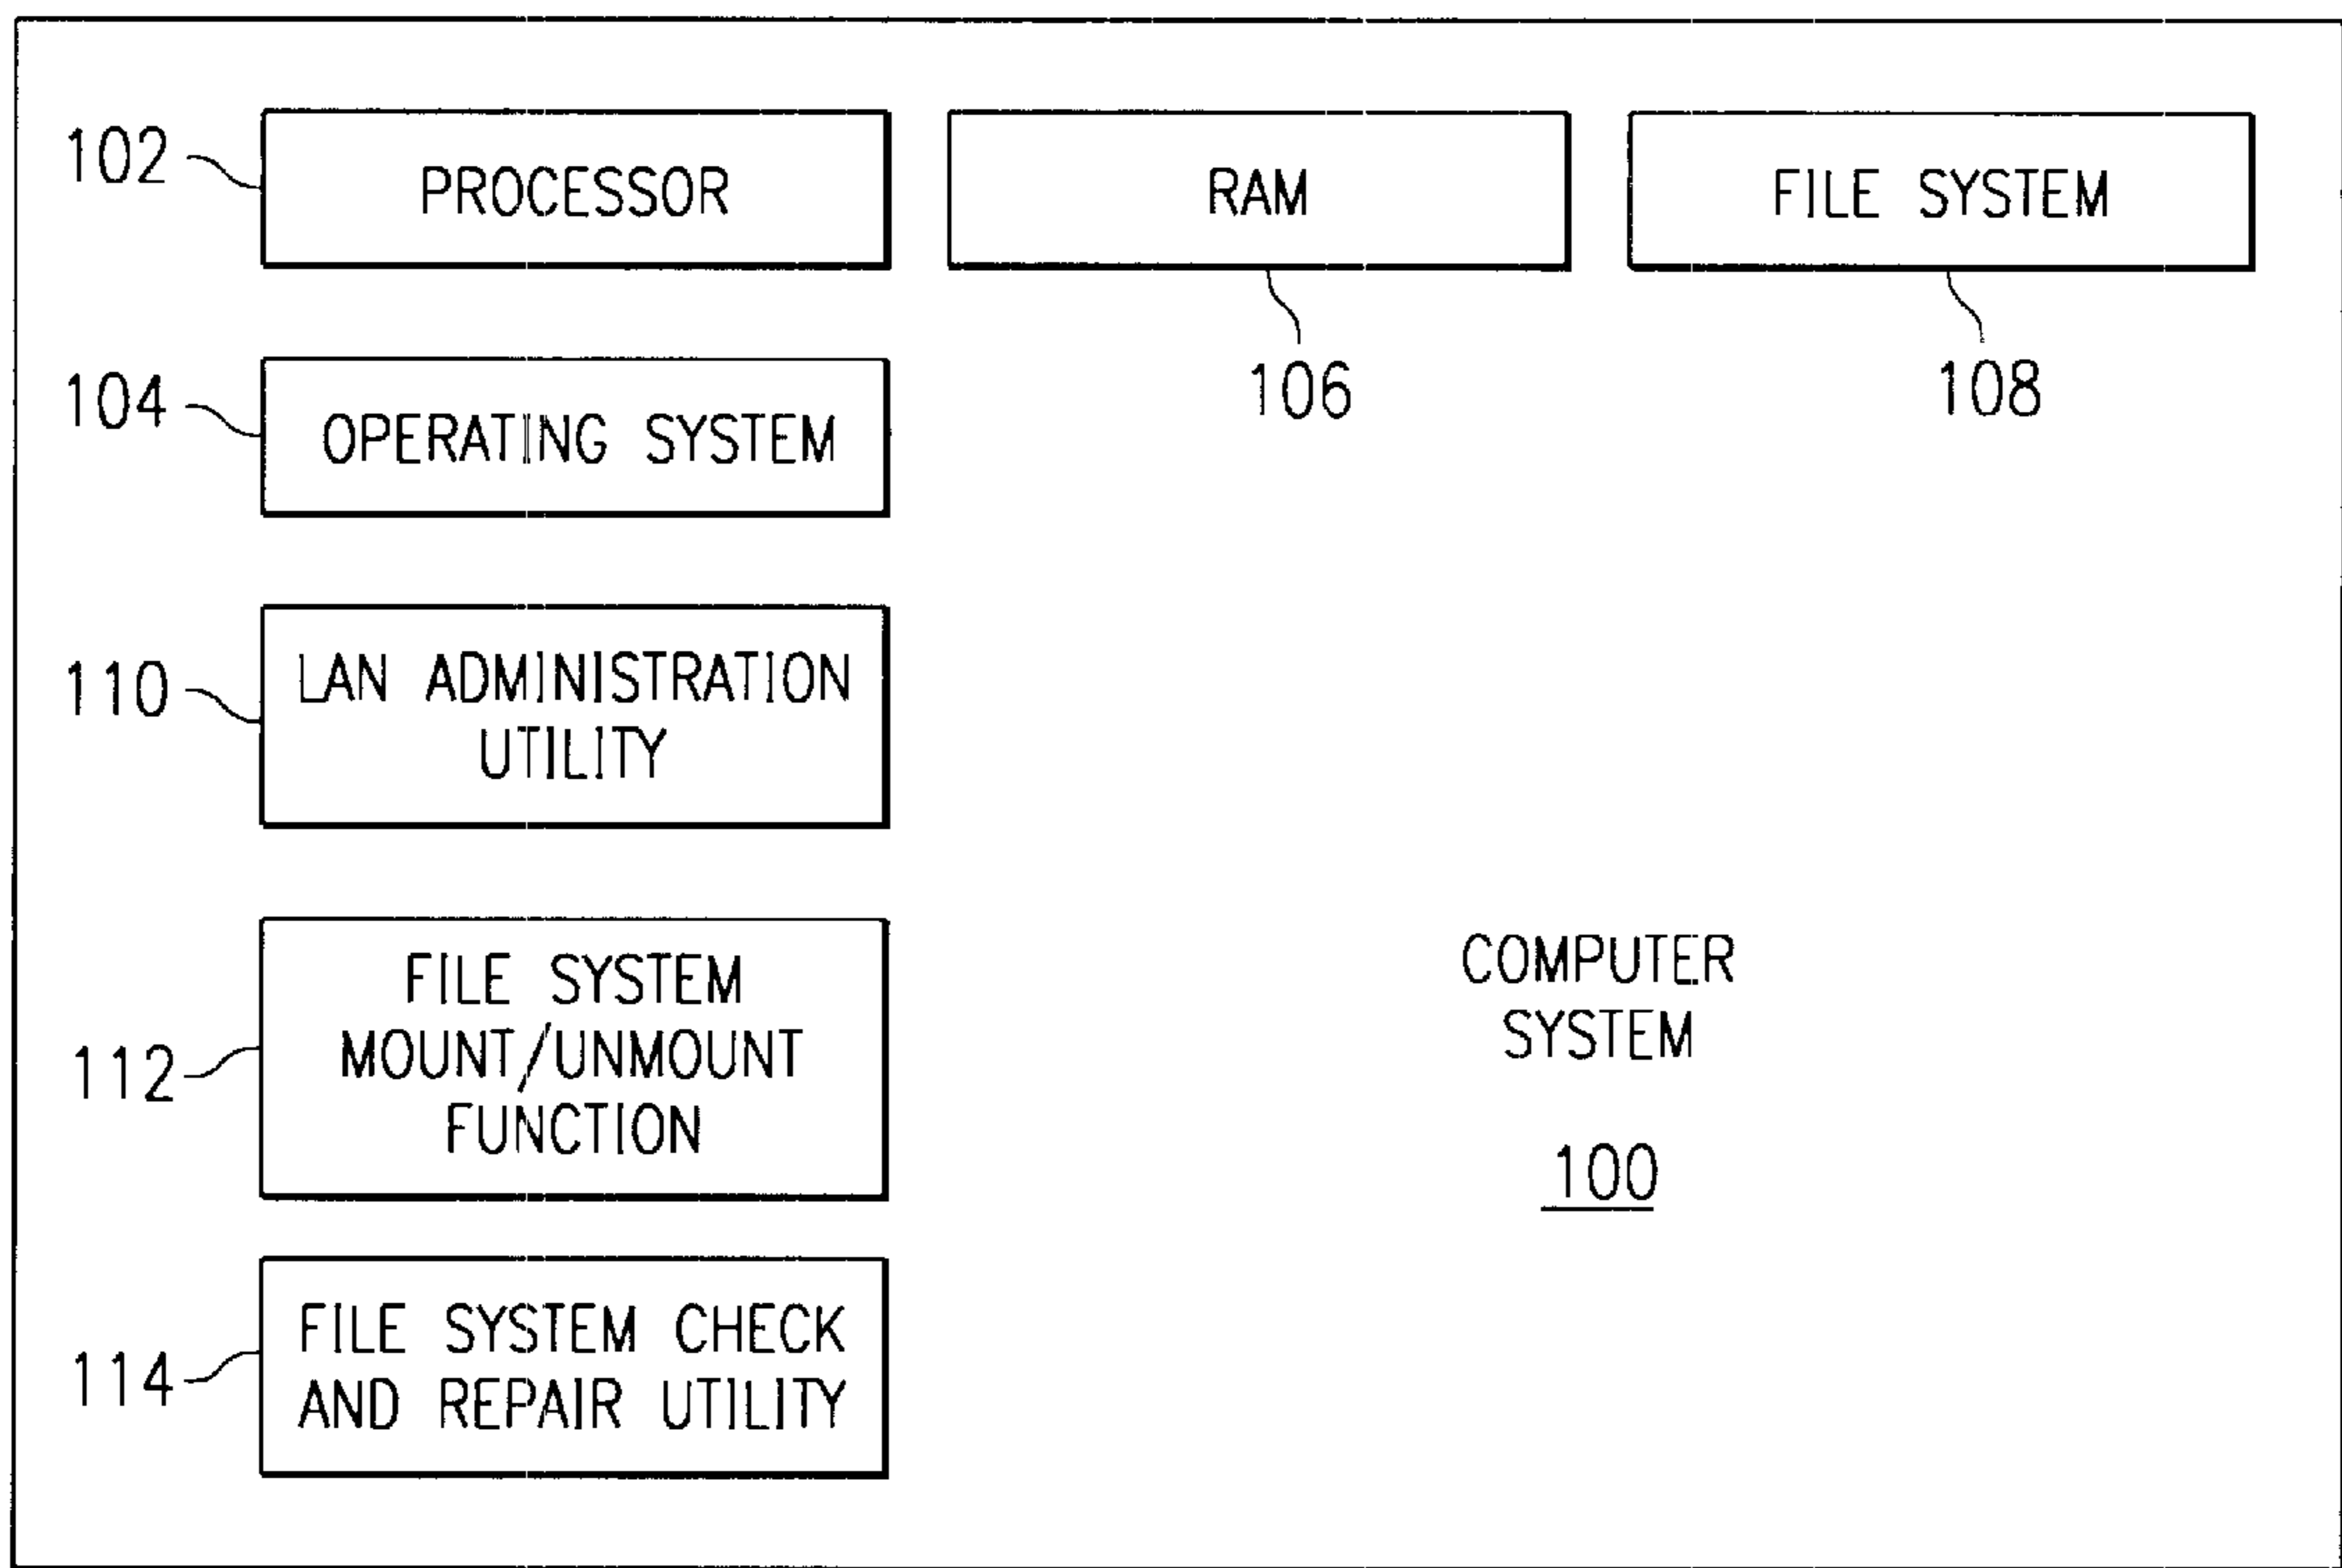 102
PROCESSOR
RAM
FILE SYSTEM
104
OPERATING SYSTEM
106
108
110
LAN ADMINISTRATION
UTILITY
112
FILE SYSTEM
MOUNT/UNMOUNT
FUNCTION
COMPUTER
SYSTEM
100
114
FILE SYSTEM CHECK
AND REPAIR UTILITY